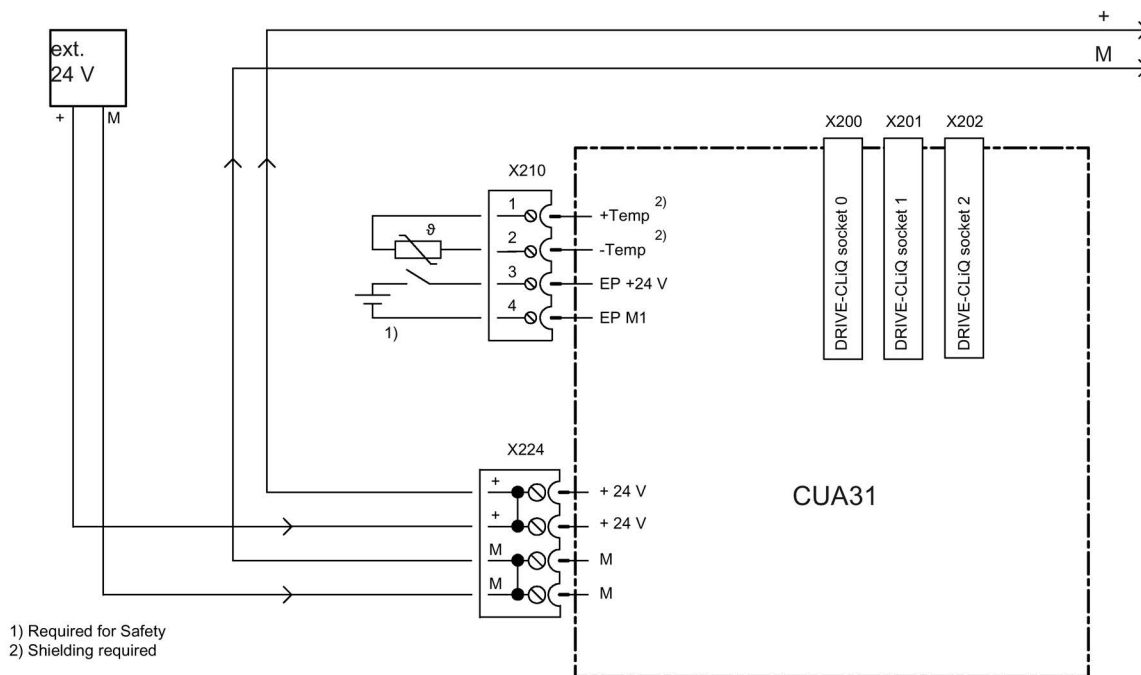 +
M
ext.
24 V
+ M
X200 X201 X202
DRIVE-CLiQ socket 0
DRIVE-CLiQ socket 1
DRIVE-CLiQ socket 2
X210
1 +Temp 2)
ϑ
2 -Temp 2)
3 EP +24 V
4 EP M1
1)
X224
+ + 24 V
+ + 24 V
M M
M M
CUA31
1) Required for Safety
2) Shielding required